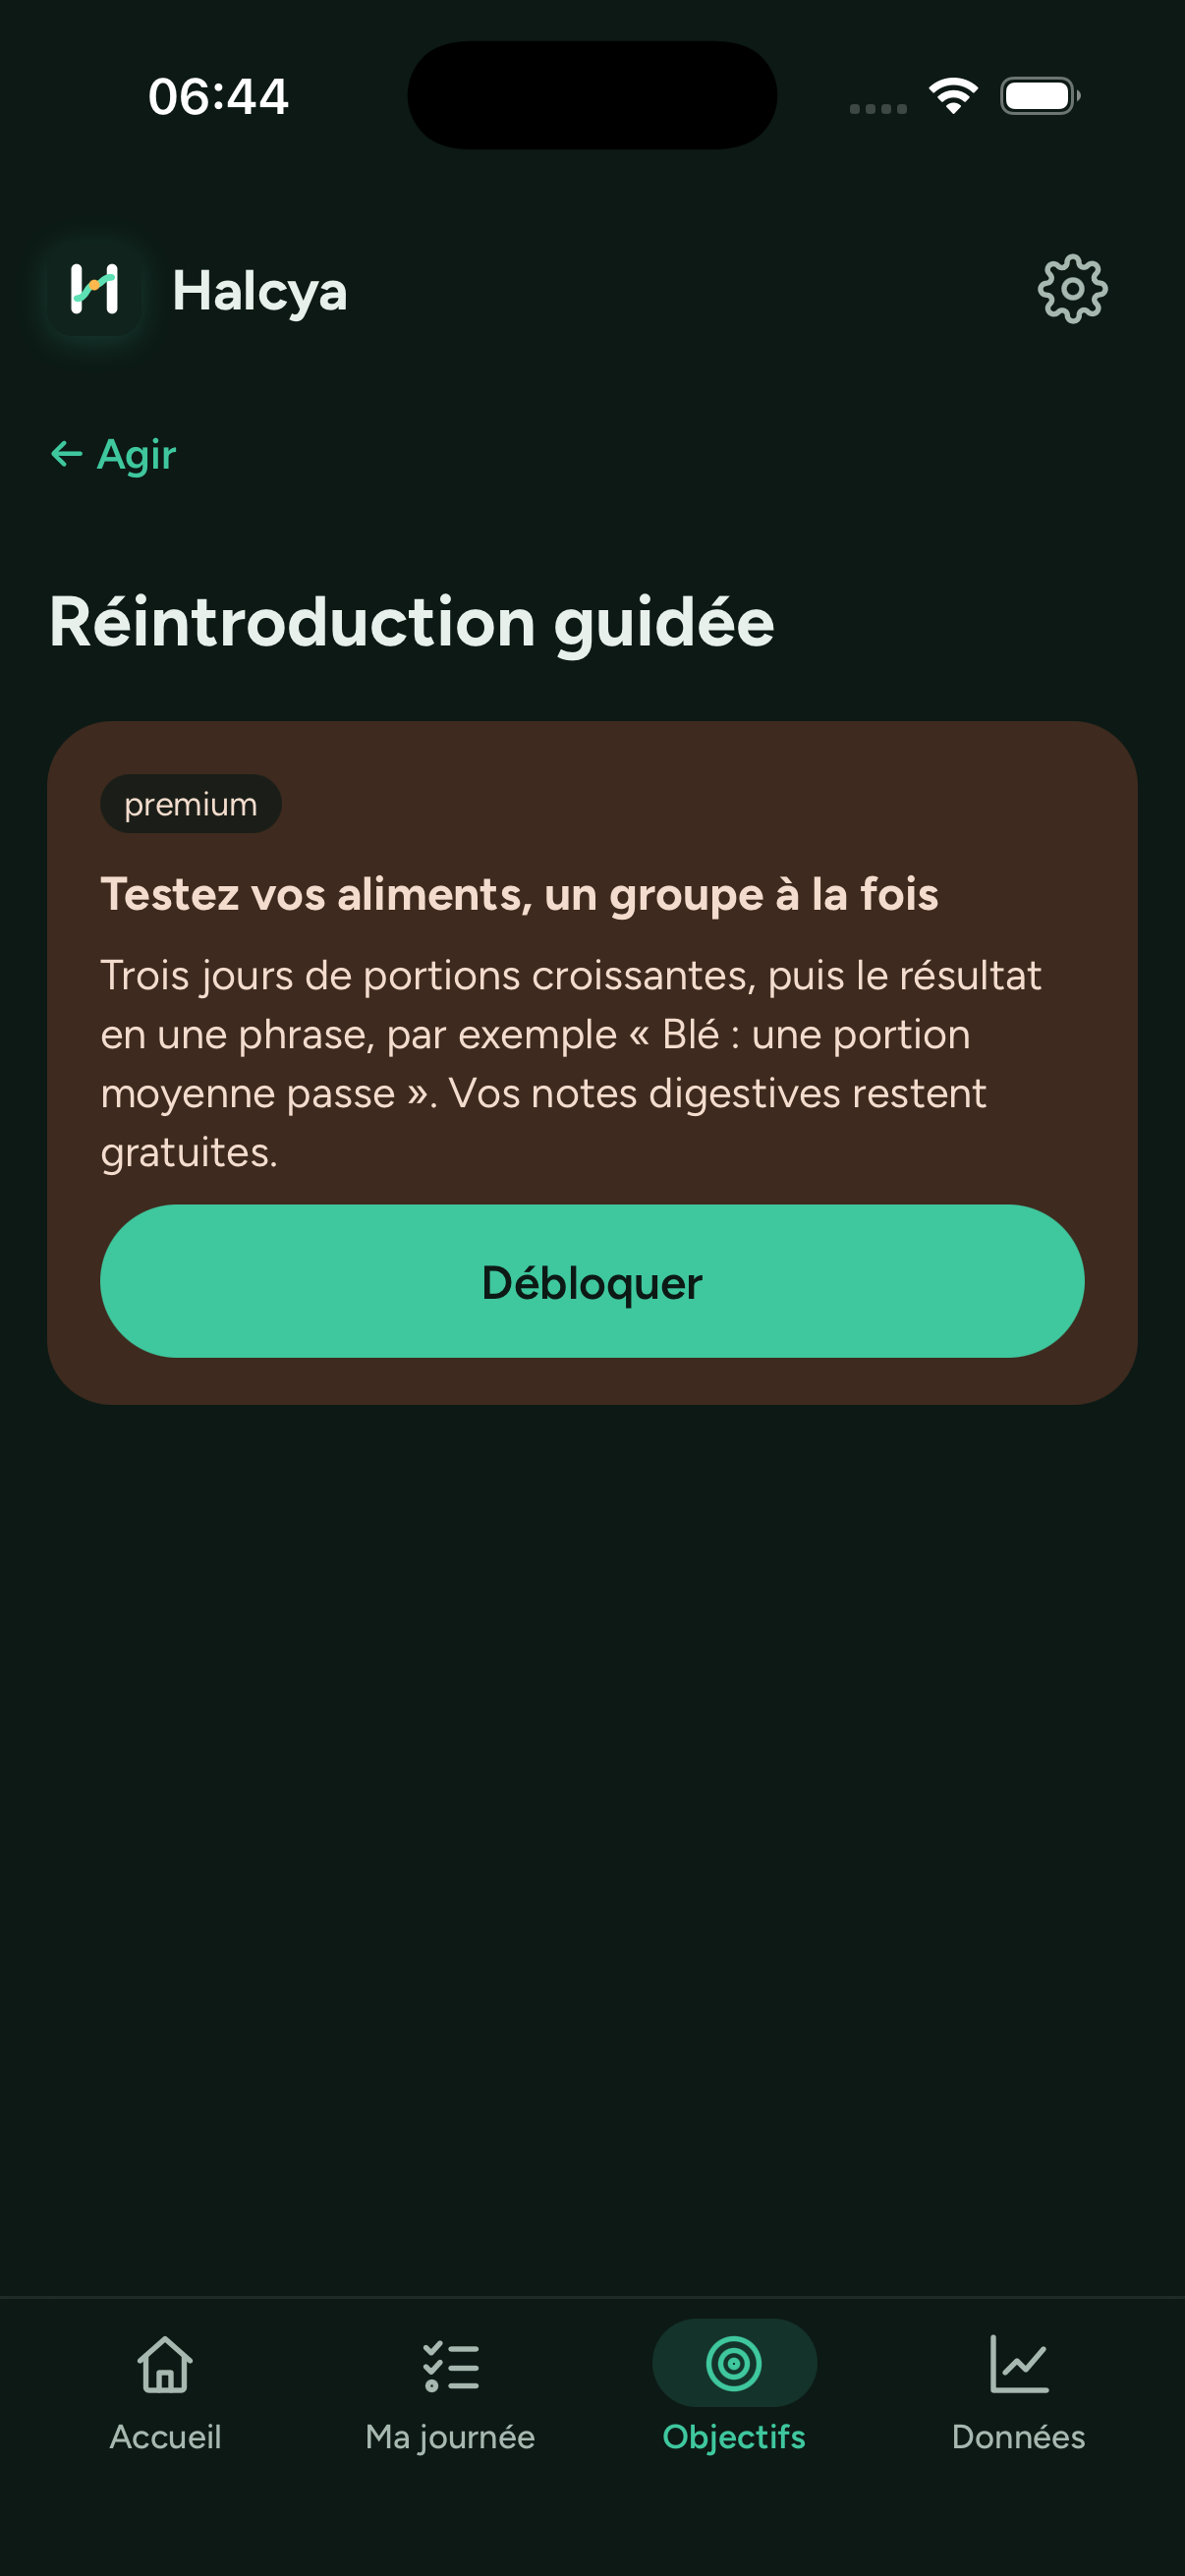 06:44
Halcya
← Agir
Réintroduction guidée
premium
Testez vos aliments, un groupe à la fois
Trois jours de portions croissantes, puis le résultat
en une phrase, par exemple « Blé : une portion
moyenne passe ». Vos notes digestives restent
gratuites.
Débloquer
Accueil
Ma journée
Objectifs
Données